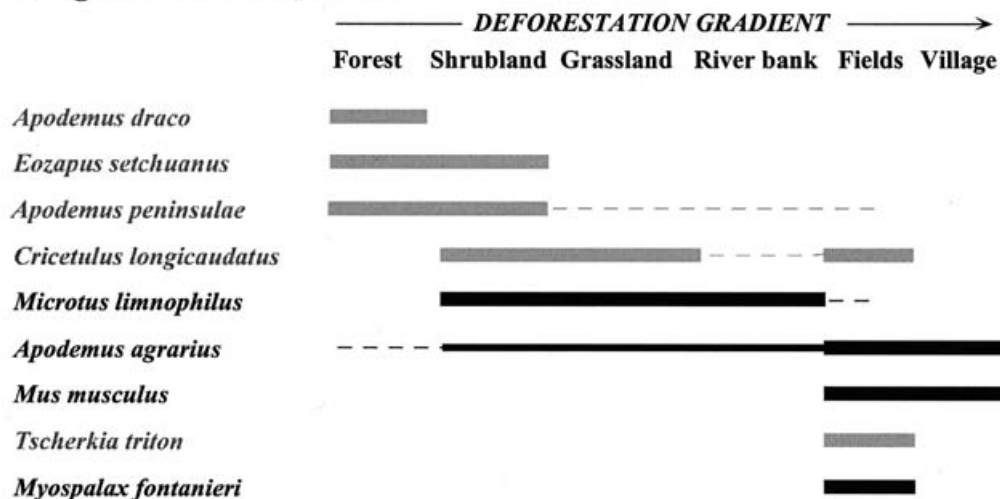 DEFORESTATION GRADIENT
Forest Shrubland Grassland River bank Fields Village
Apodemus draco
Eozapus setchuanus
Apodemus peninsulae
Cricetulus longicaudatus
Microtus limnophilus
Apodemus agrarius
Mus musculus
Tscherkia triton
Myospalax fontanieri